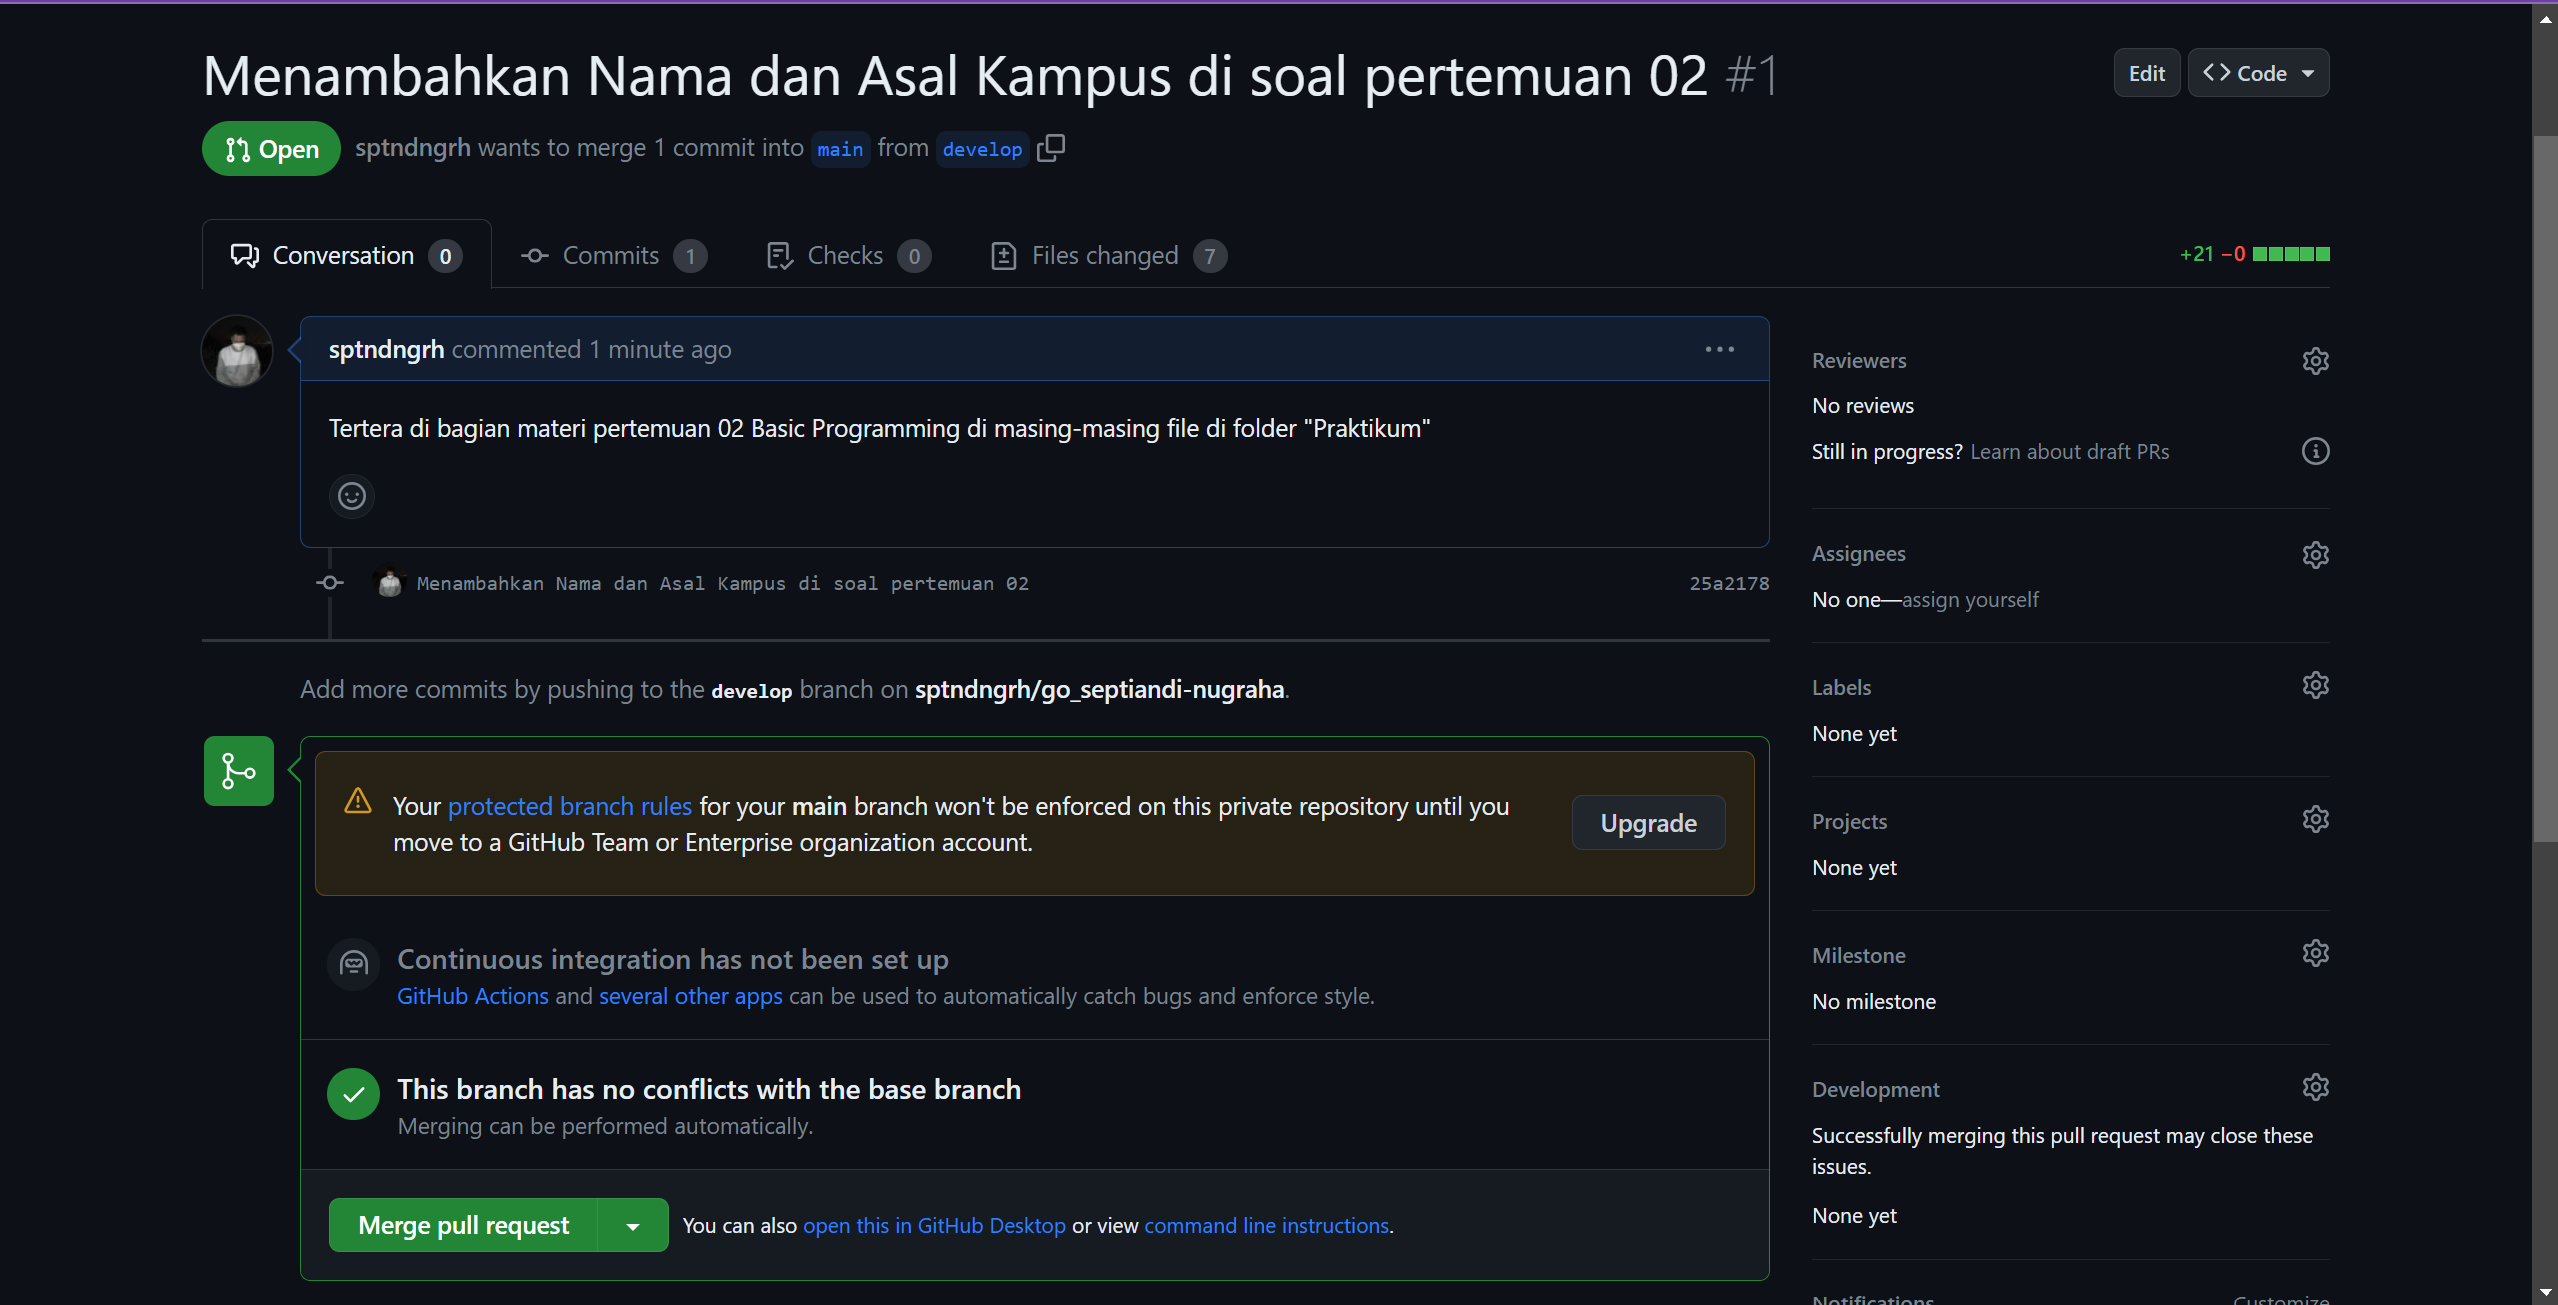 Menambahkan Nama dan Asal Kampus di soal pertemuan 02 #1
Edit
Code
Open
sptndngrh wants to merge 1 commit into main from develop
Conversation 0
Commits 1
Checks 0
Files changed 7
+21 −0
sptndngrh commented 1 minute ago
Tertera di bagian materi pertemuan 02 Basic Programming di masing-masing file di folder "Praktikum"
Menambahkan Nama dan Asal Kampus di soal pertemuan 02
25a2178
Add more commits by pushing to the develop branch on sptndngrh/go_septiandi-nugraha.
Your protected branch rules for your main branch won't be enforced on this private repository until you
move to a GitHub Team or Enterprise organization account.
Upgrade
Continuous integration has not been set up
GitHub Actions and several other apps can be used to automatically catch bugs and enforce style.
This branch has no conflicts with the base branch
Merging can be performed automatically.
Merge pull request
You can also open this in GitHub Desktop or view command line instructions.
Reviewers
No reviews
Still in progress? Learn about draft PRs
Assignees
No one—assign yourself
Labels
None yet
Projects
None yet
Milestone
No milestone
Development
Successfully merging this pull request may close these
issues.
None yet
Notifications
Customize